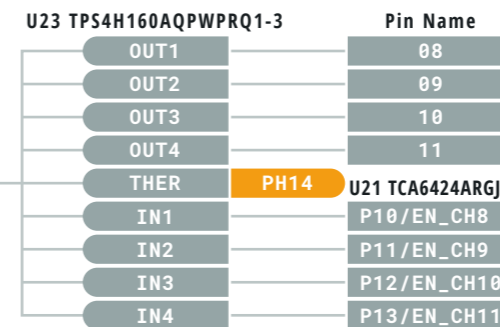 U23 TPS4H160AQPWPRQ1-3 Pin Name
OUT1 08
OUT2 09
OUT3 10
OUT4 11
THER PH14 U21 TCA6424ARGJ
IN1 P10/EN_CH8
IN2 P11/EN_CH9
IN3 P12/EN_CH10
IN4 P13/EN_CH11